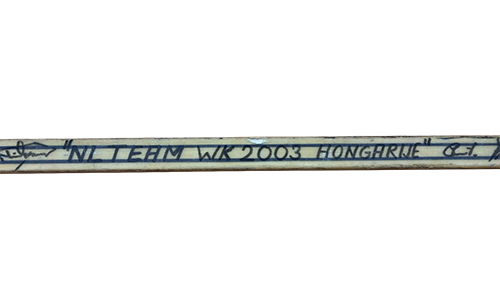 "NL TEAM WK 2003 HONGARIJE"